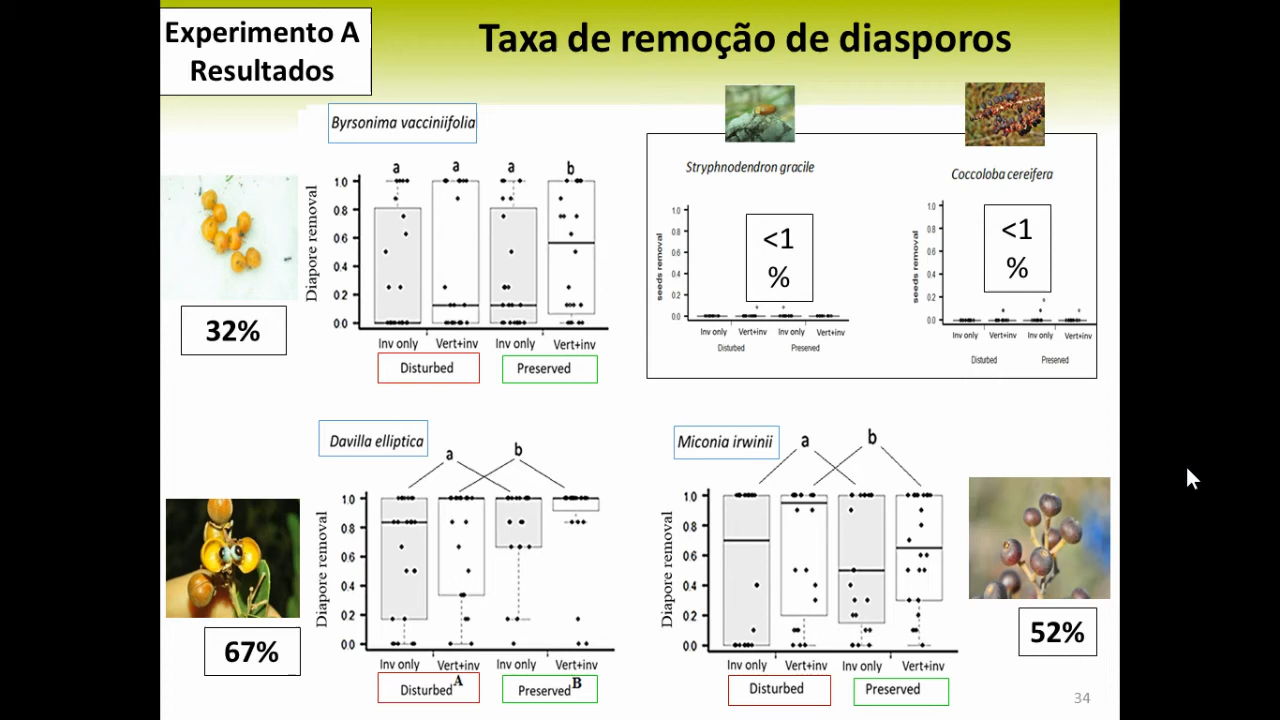 Experimento A
Resultados
Taxa de remoção de diasporos
Byrsonima vacciniifolia
a a a b
Diapore removal
1.0
0.8
0.6
0.4
0.2
0.0
Inv only Vert+inv Inv only Vert+inv
Disturbed Preserved
32%
Stryphnodendron gracile
seeds removal
1.0
0.8
0.6
0.4
0.2
0.0
<1
%
Inv only Vert+inv Inv only Vert+inv
Disturbed Preserved
Coccoloba cereifera
seeds removal
1.0
0.8
0.6
0.4
0.2
0.0
<1
%
Inv only Vert+inv Inv only Vert+inv
Disturbed Preserved
Davilla elliptica
a b
Diapore removal
1.0
0.8
0.6
0.4
0.2
0.0
Inv only Vert+inv Inv only Vert+inv
Disturbed A Preserved B
67%
Miconia irwinii
a b
Diapore removal
1.0
0.8
0.6
0.4
0.2
0.0
Inv only Vert+inv Inv only Vert+inv
Disturbed Preserved
52%
34